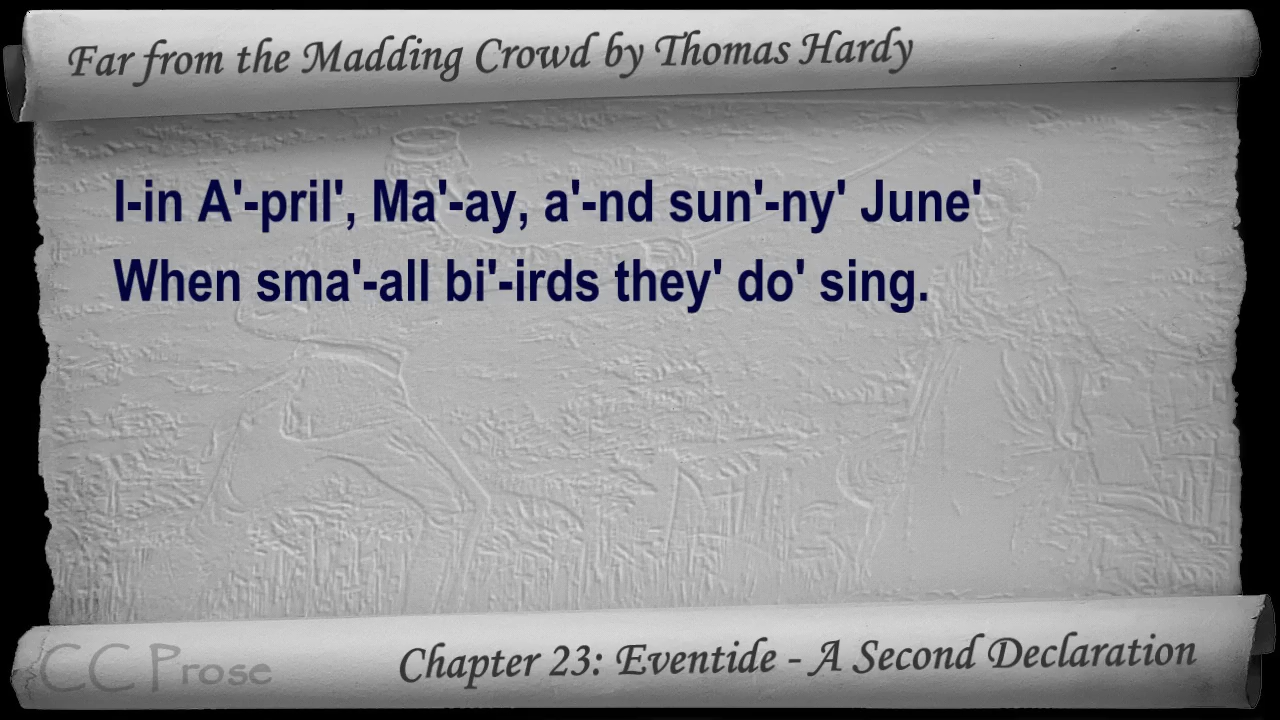 Far from the Madding Crowd by Thomas Hardy
I-in A'-pril', Ma'-ay, a'-nd sun'-ny' June'
When sma'-all bi'-irds they' do' sing.
CC Prose
Chapter 23: Eventide - A Second Declaration